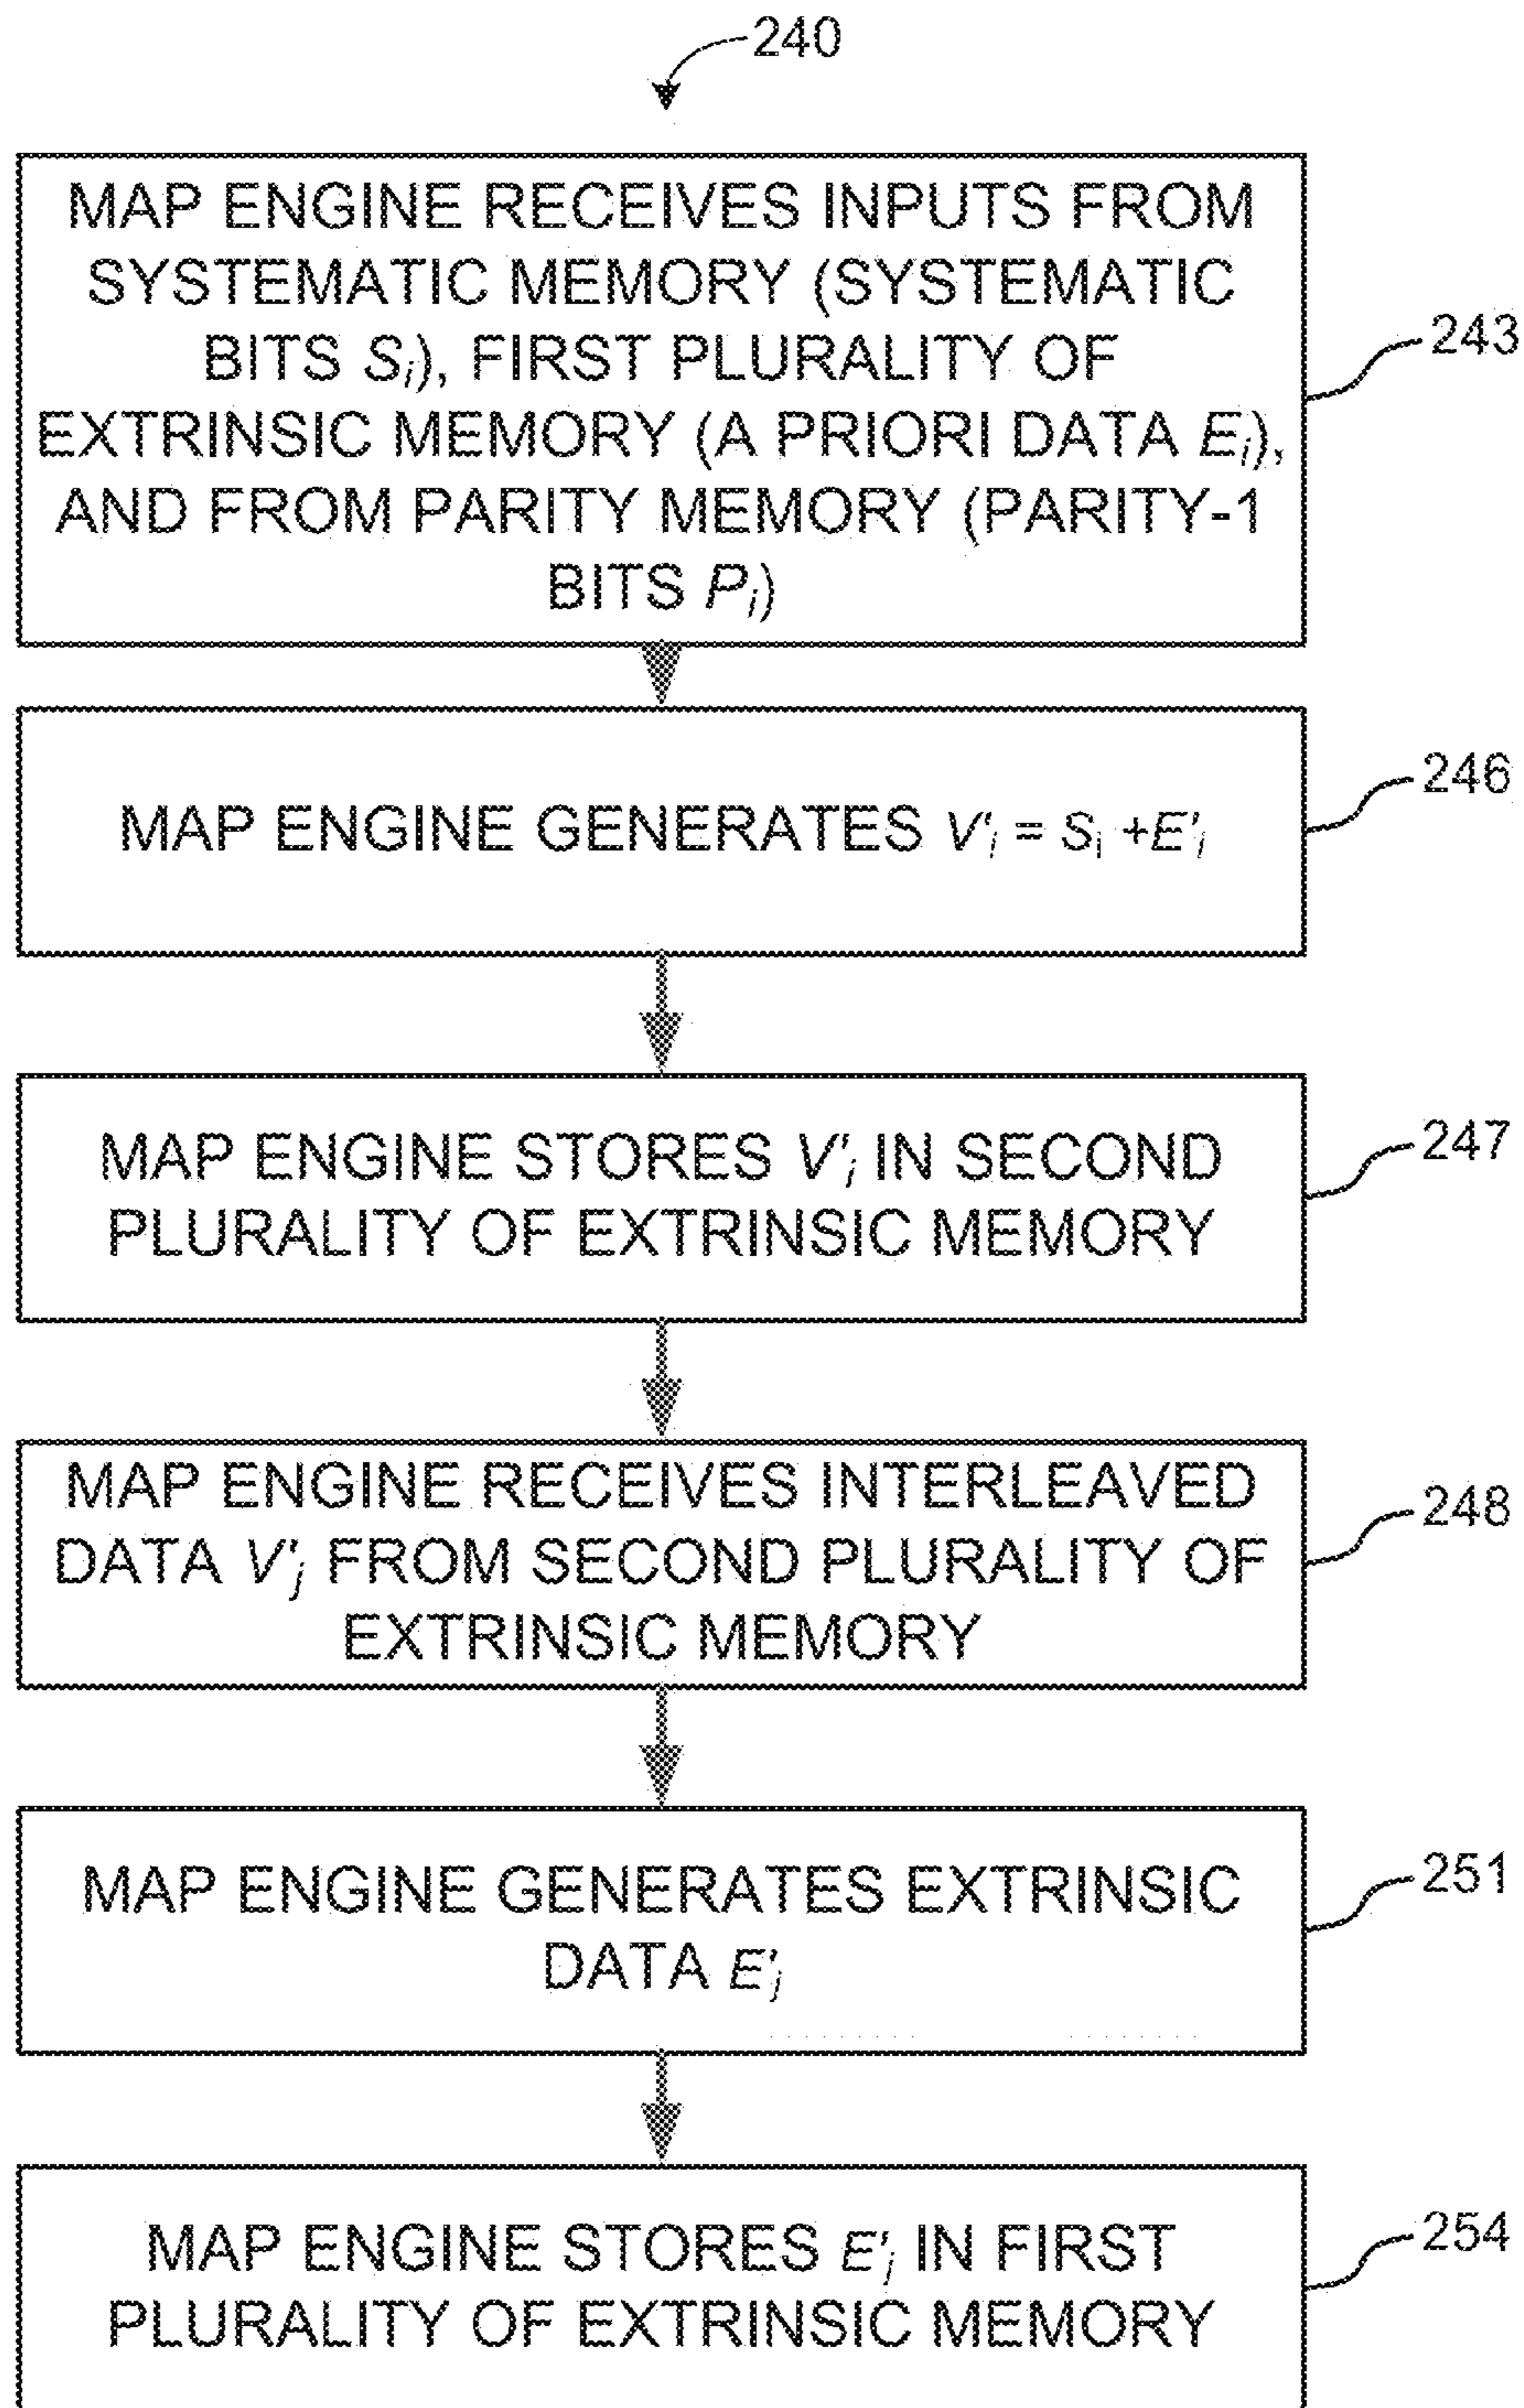 240
MAP ENGINE RECEIVES INPUTS FROM
SYSTEMATIC MEMORY (SYSTEMATIC
BITS Si), FIRST PLURALITY OF
EXTRINSIC MEMORY (A PRIORI DATA Ei),
AND FROM PARITY MEMORY (PARITY-1
BITS Pi)
243
MAP ENGINE GENERATES V'i = Si +E'i
246
MAP ENGINE STORES V'i IN SECOND
PLURALITY OF EXTRINSIC MEMORY
247
MAP ENGINE RECEIVES INTERLEAVED
DATA V'j FROM SECOND PLURALITY OF
EXTRINSIC MEMORY
248
MAP ENGINE GENERATES EXTRINSIC
DATA E'j
251
MAP ENGINE STORES E'j IN FIRST
PLURALITY OF EXTRINSIC MEMORY
254